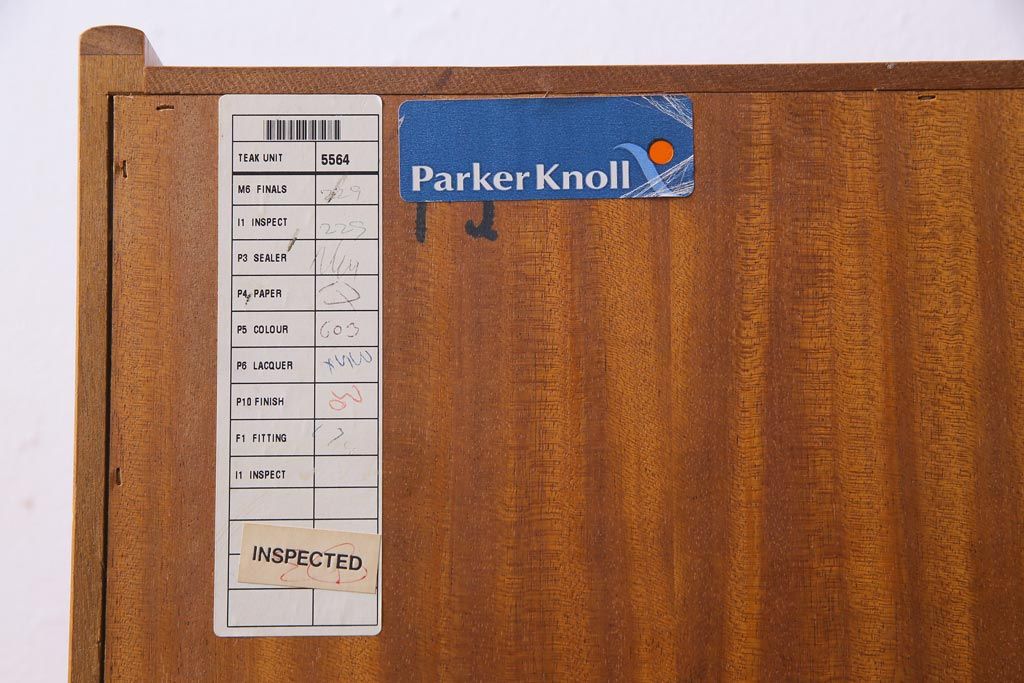 TEAK UNIT 5564
M6 FINALS
I1 INSPECT 225
P3 SEALER
P4 PAPER
P5 COLOUR 603
P6 LACQUER
P10 FINISH
F1 FITTING
I1 INSPECT
INSPECTED
Parker Knoll